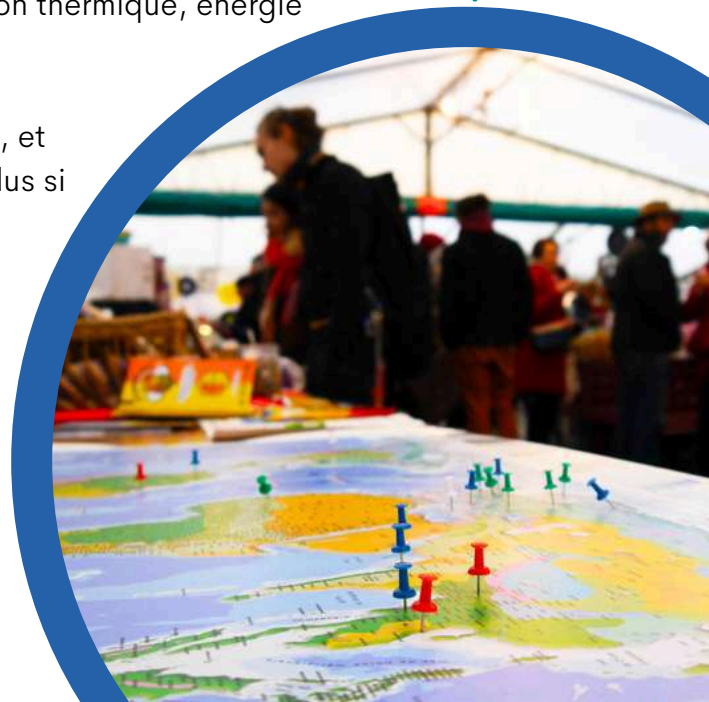 on thermique, énergie
, et
lus si